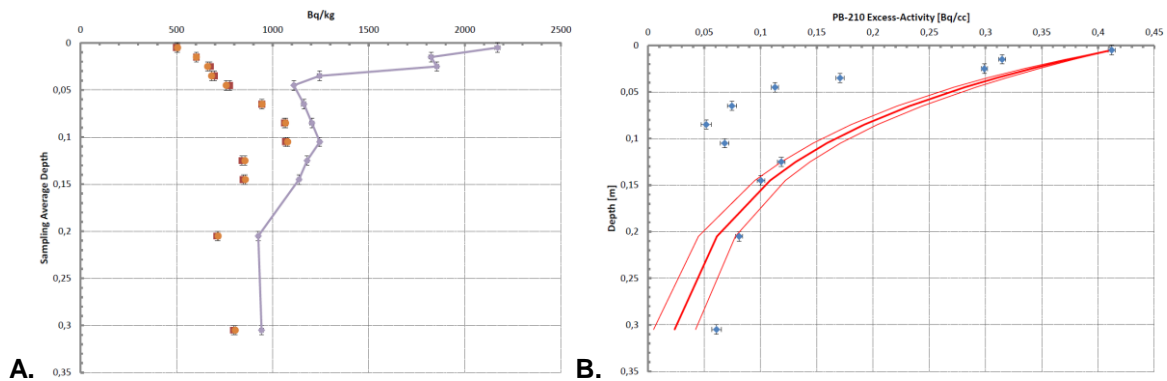 Bq/kg
0 500 1000 1500 2000 2500
0
0,05
0,1
0,15
0,2
0,25
0,3
0,35
Sampling Average Depth
A.
PB-210 Excess-Activity [Bq/cc]
0 0,05 0,1 0,15 0,2 0,25 0,3 0,35 0,4 0,45
0
0,05
0,1
0,15
0,2
0,25
0,3
0,35
Depth [m]
B.